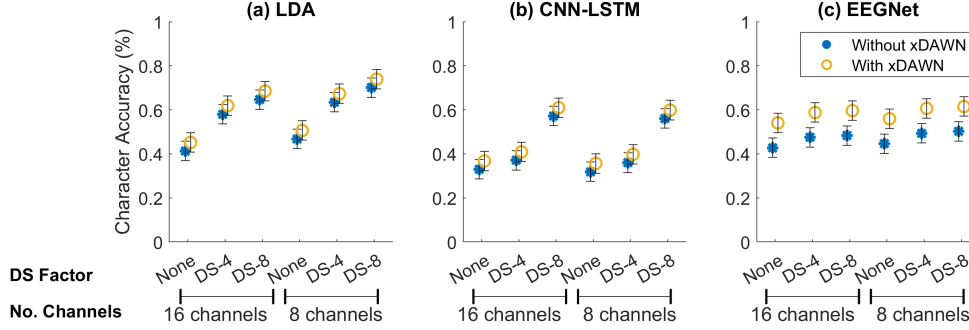 (a) LDA
(b) CNN-LSTM
(c) EEGNet
Without xDAWN
With xDAWN
Character Accuracy (%)
1
0.8
0.6
0.4
0.2
0
1
0.8
0.6
0.4
0.2
0
1
0.8
0.6
0.4
0.2
0
DS Factor
None DS-4 DS-8 None DS-4 DS-8
None DS-4 DS-8 None DS-4 DS-8
None DS-4 DS-8 None DS-4 DS-8
No. Channels
16 channels 8 channels
16 channels 8 channels
16 channels 8 channels